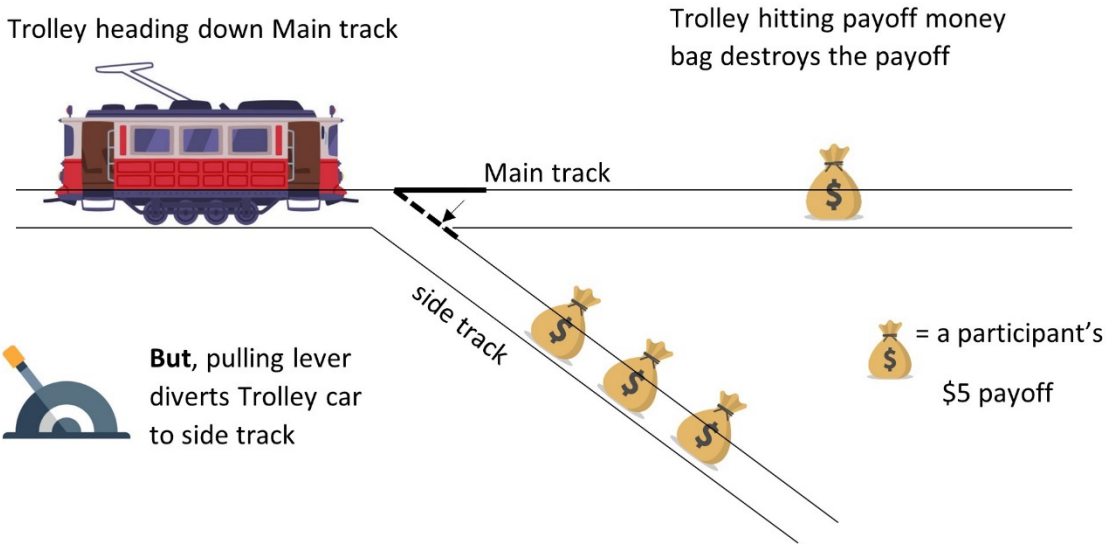 Trolley heading down Main track
Trolley hitting payoff money
bag destroys the payoff
Main track
$
side track
$
$
$
But, pulling lever
diverts Trolley car
to side track
$
= a participant's
$5 payoff